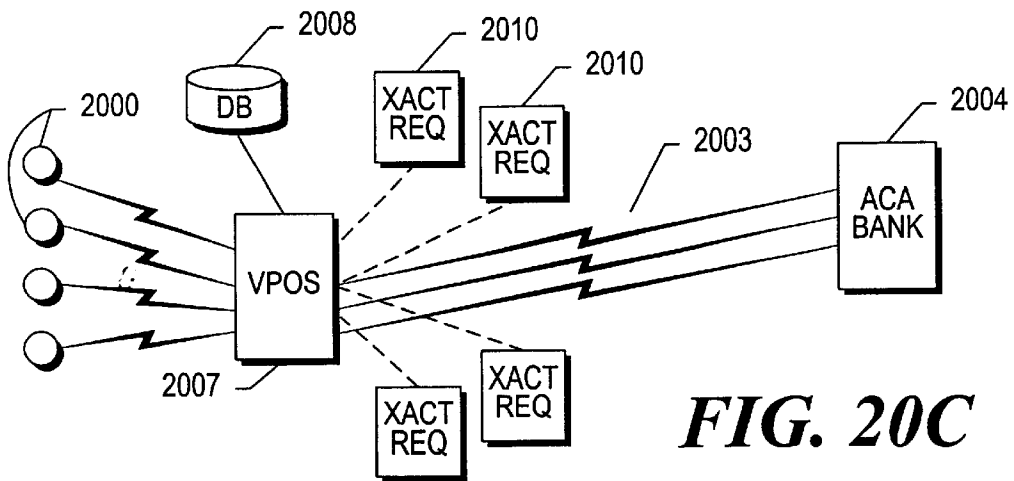 2008
2010
2010
2000
2004
DB
XACT
REQ
XACT
REQ
2003
ACA
BANK
VPOS
2007
XACT
REQ
XACT
REQ
FIG. 20C